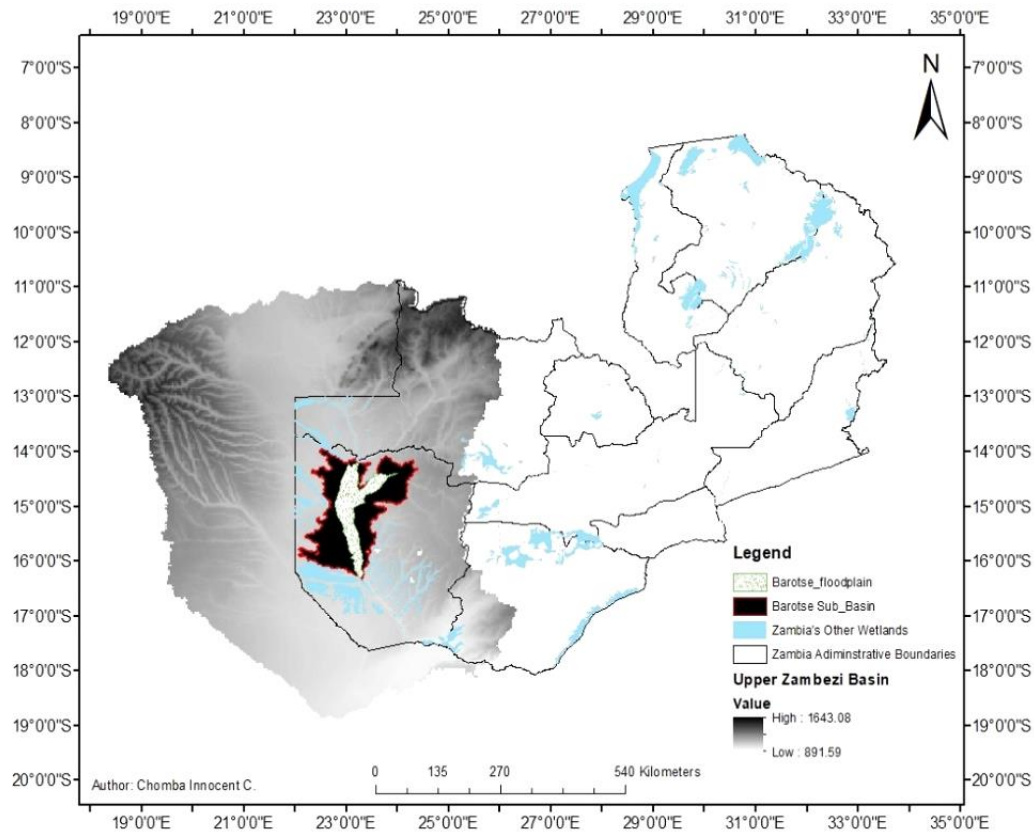 19°0'0"E 21°0'0"E 23°0'0"E 25°0'0"E 27°0'0"E 29°0'0"E 31°0'0"E 33°0'0"E 35°0'0"E
7°0'0"S 7°0'0"S
8°0'0"S 8°0'0"S
9°0'0"S 9°0'0"S
10°0'0"S 10°0'0"S
11°0'0"S 11°0'0"S
12°0'0"S 12°0'0"S
13°0'0"S 13°0'0"S
14°0'0"S 14°0'0"S
15°0'0"S 15°0'0"S
16°0'0"S 16°0'0"S
17°0'0"S 17°0'0"S
18°0'0"S 18°0'0"S
19°0'0"S 19°0'0"S
20°0'0"S 20°0'0"S
N
Legend
Barotse_floodplain
Barotse Sub_Basin
Zambia's Other Wetlands
Zambia Adiminstrative Boundaries
Upper Zambezi Basin
Value
High : 1643.08
Low : 891.59
Author: Chomba Innocent C.
0 135 270 540 Kilometers
19°0'0"E 21°0'0"E 23°0'0"E 25°0'0"E 27°0'0"E 29°0'0"E 31°0'0"E 33°0'0"E 35°0'0"E